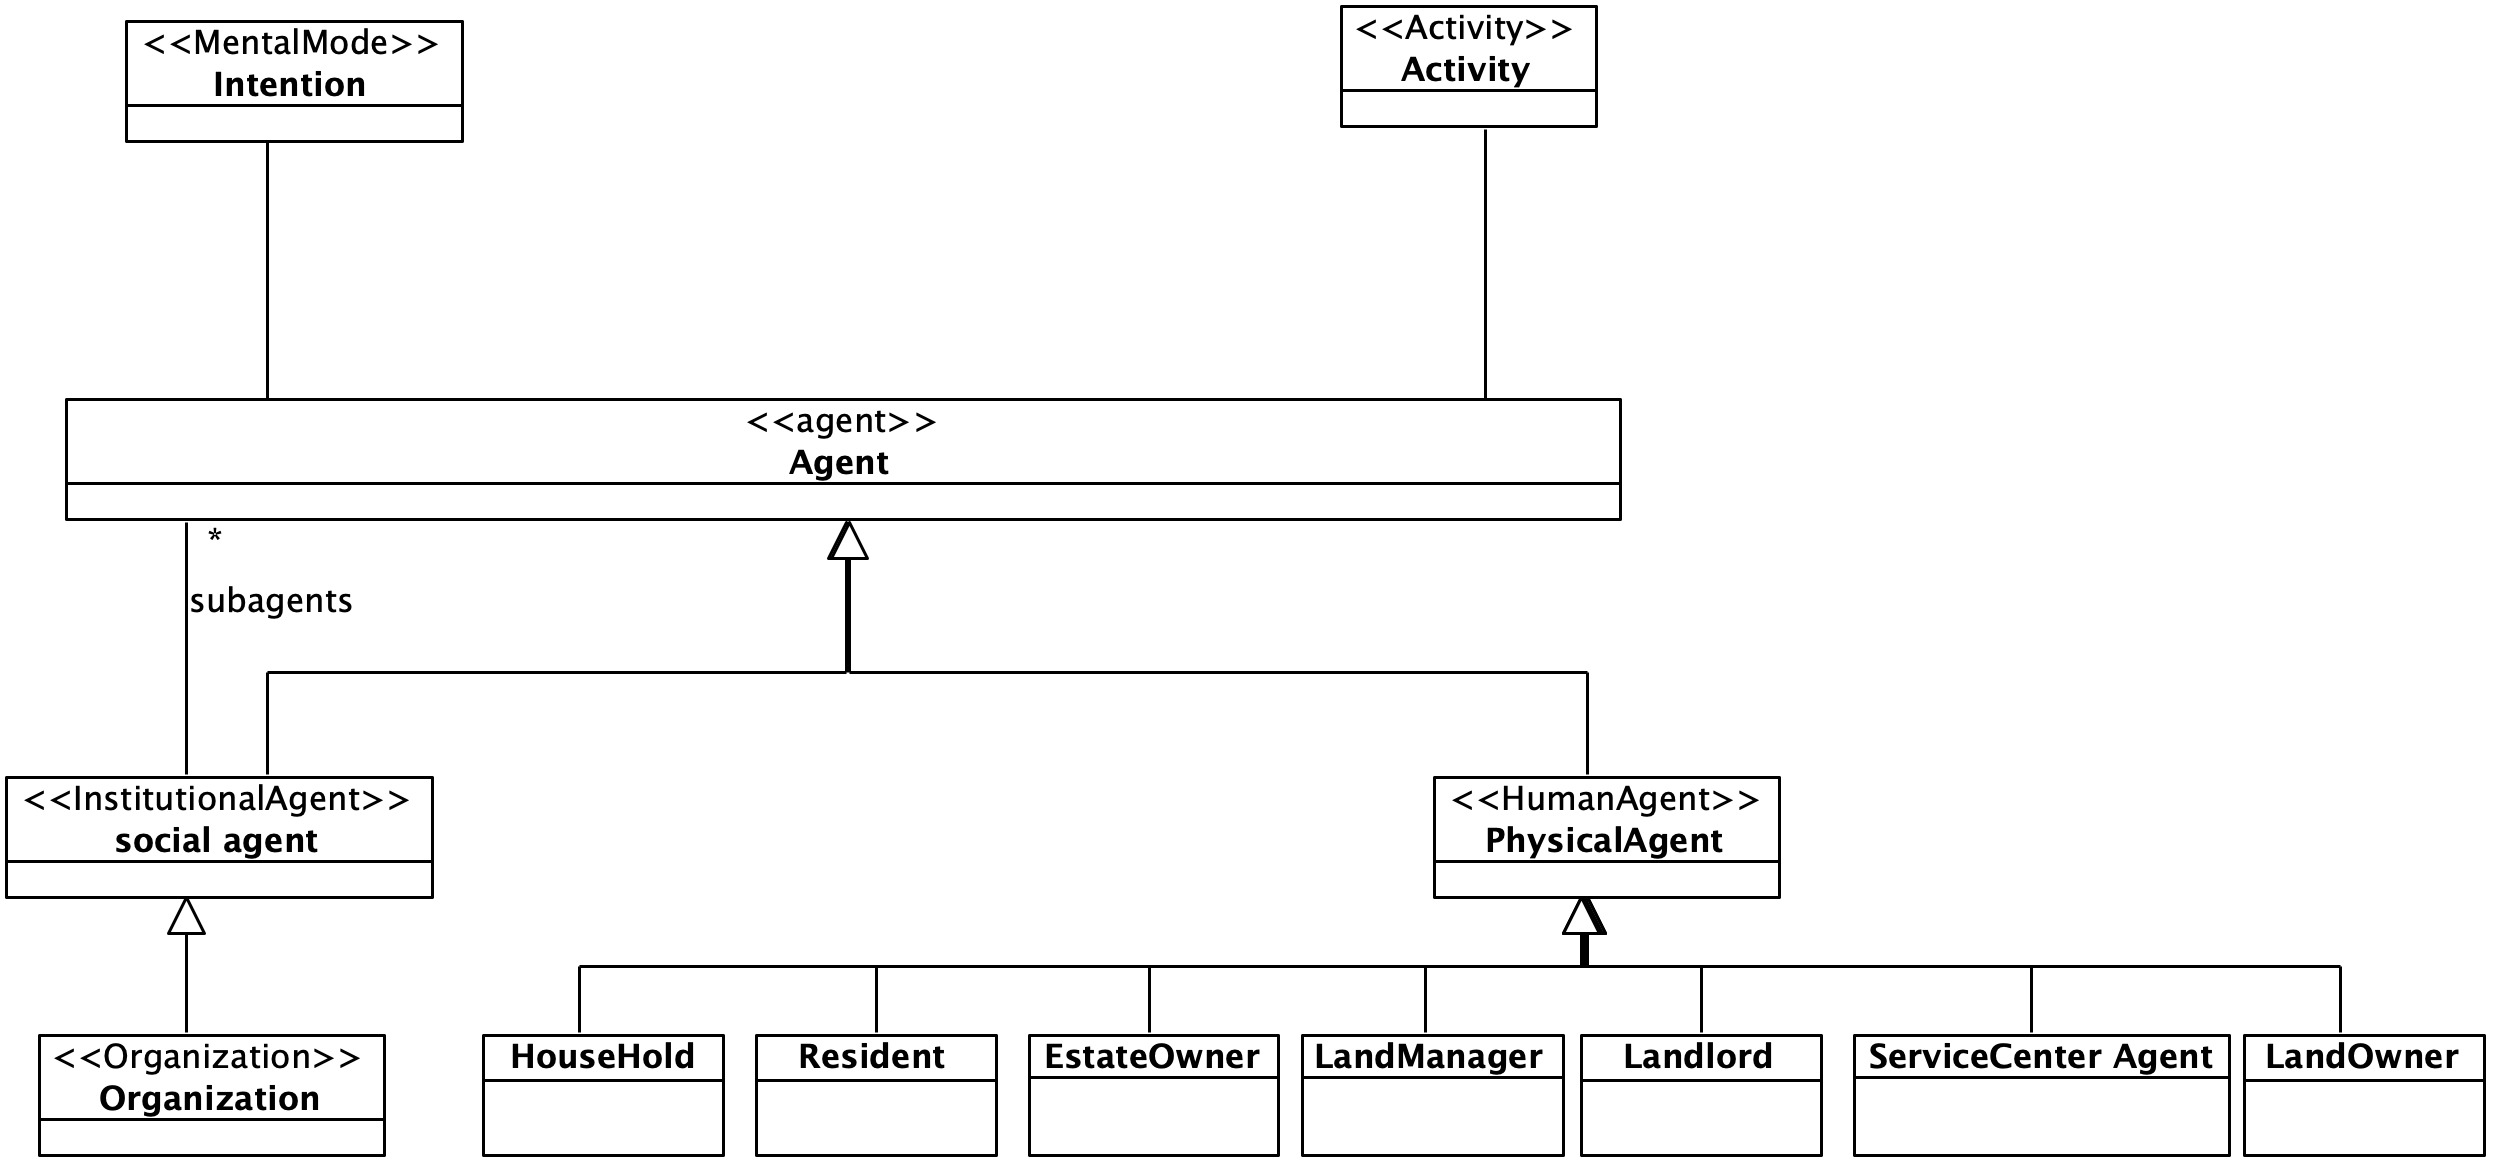 <<MentalMode>>
Intention
<<Activity>>
Activity
<<agent>>
Agent
*
subagents
<<InstitutionalAgent>>
social agent
<<HumanAgent>>
PhysicalAgent
<<Organization>>
Organization
HouseHold
Resident
EstateOwner
LandManager
Landlord
ServiceCenter Agent
LandOwner